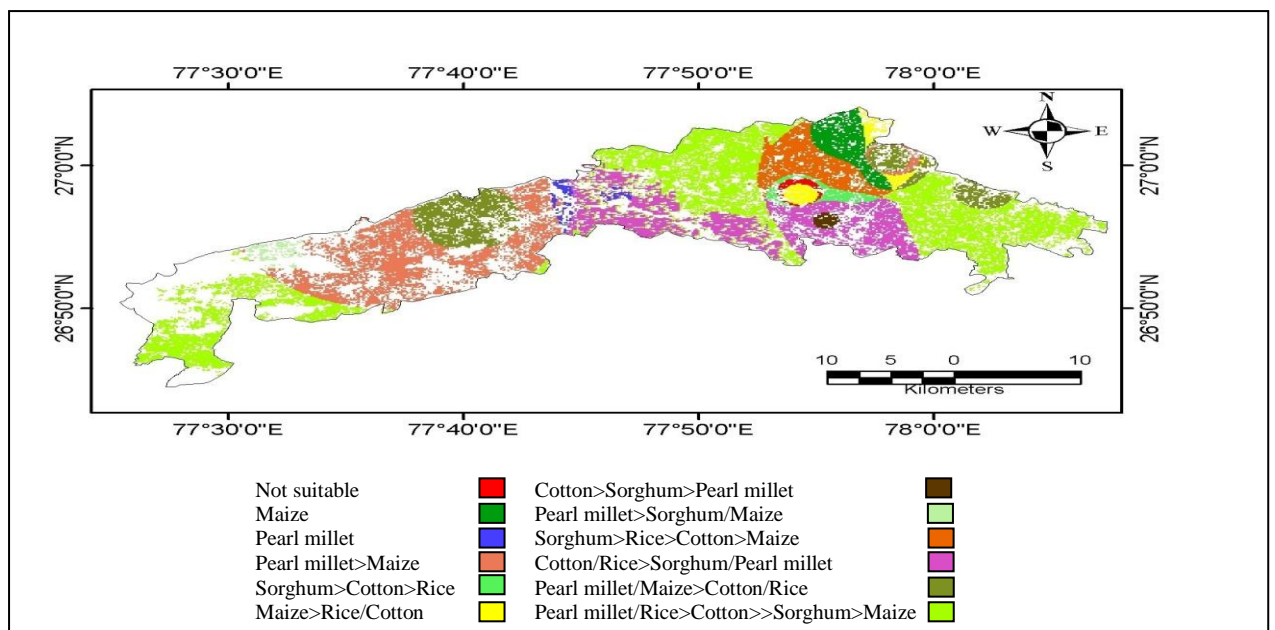 77°30'0"E 77°40'0"E 77°50'0"E 78°0'0"E
N
W E
S
27°0'0"N 27°0'0"N
26°50'0"N 26°50'0"N
10 5 0 10
Kilometers
77°30'0"E 77°40'0"E 77°50'0"E 78°0'0"E
Not suitable Cotton>Sorghum>Pearl millet
Maize Pearl millet>Sorghum/Maize
Pearl millet Sorghum>Rice>Cotton>Maize
Pearl millet>Maize Cotton/Rice>Sorghum/Pearl millet
Sorghum>Cotton>Rice Pearl millet/Maize>Cotton/Rice
Maize>Rice/Cotton Pearl millet/Rice>Cotton>>Sorghum>Maize